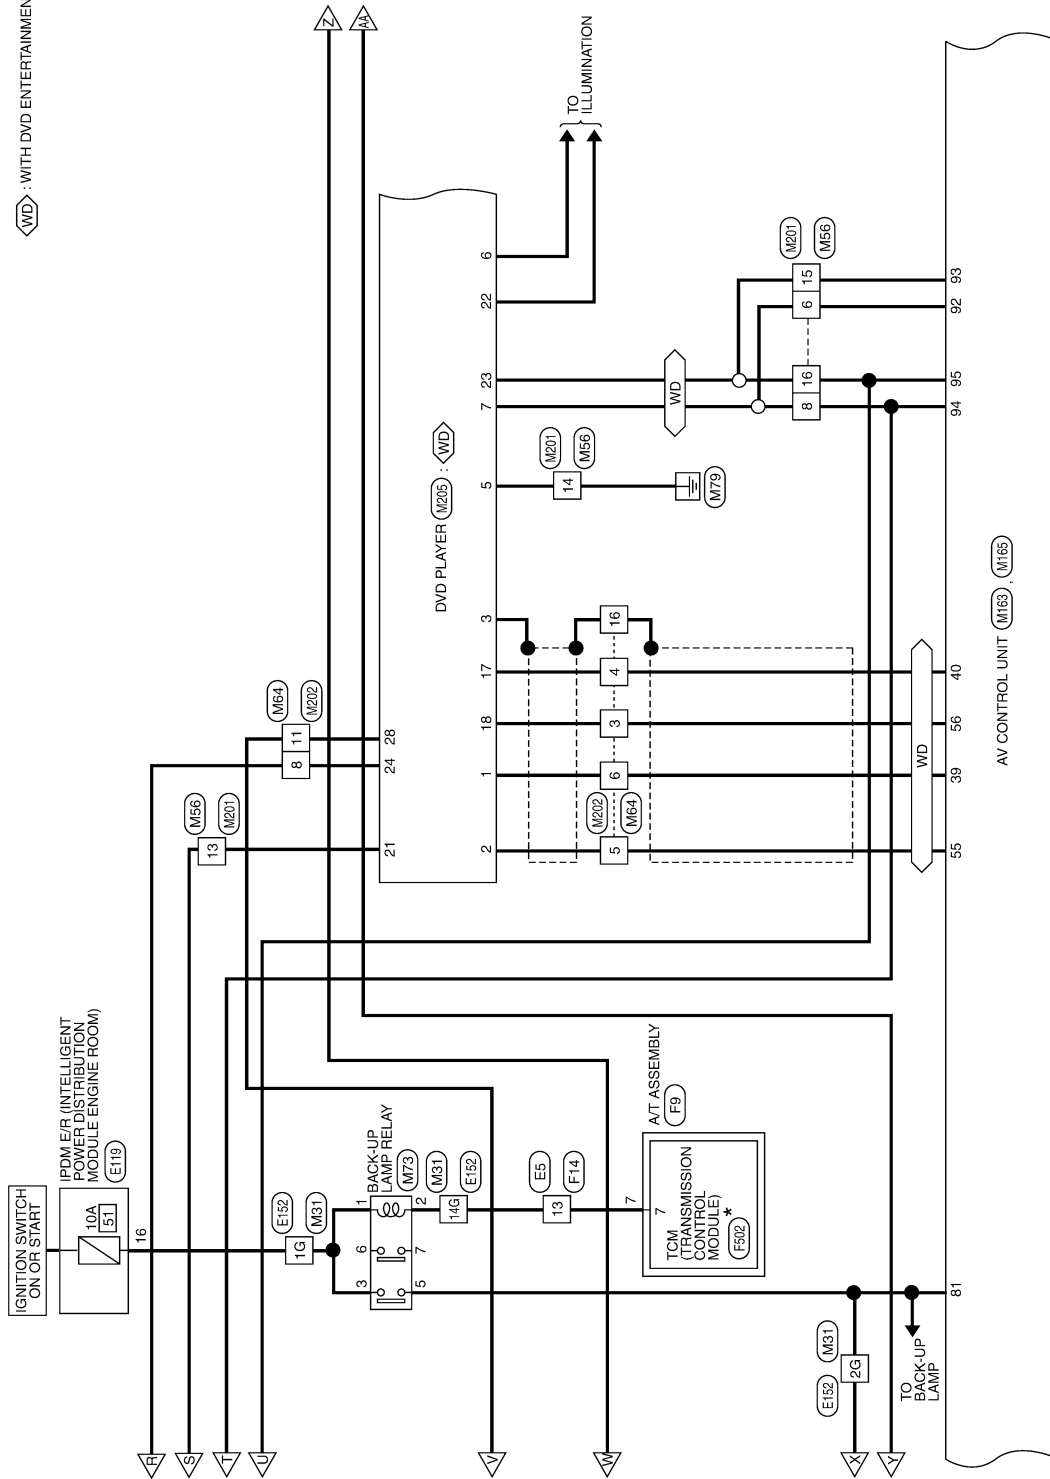 WD : WITH DVD ENTERTAINMEN
IGNITION SWITCH
ON OR START
IPDM E/R (INTELLIGENT
POWER DISTRIBUTION
MODULE ENGINE ROOM)
E119
10A
51
16
R
S
T
U
V
W
X
Y
Z
AA
M56
M201
13
M64
M202
8
11
21
24
28
DVD PLAYER M205 : WD
2
1
18
17
3
5
7
23
22
6
TO
ILLUMINATION
M202
M64
5
6
3
4
16
M201
M56
14
M79
WD
M201
M56
8
16
6
15
E152
M31
1G
BACK-UP
LAMP RELAY
M73
1
2
6
7
3
5
M31
E152
14G
E5
F14
13
A/T ASSEMBLY
F9
7
7
TCM
(TRANSMISSION
CONTROL
MODULE)
*
F502
E152
M31
2G
TO
BACK-UP
LAMP
WD
81
55
39
56
40
94
95
92
93
AV CONTROL UNIT M163 , M165